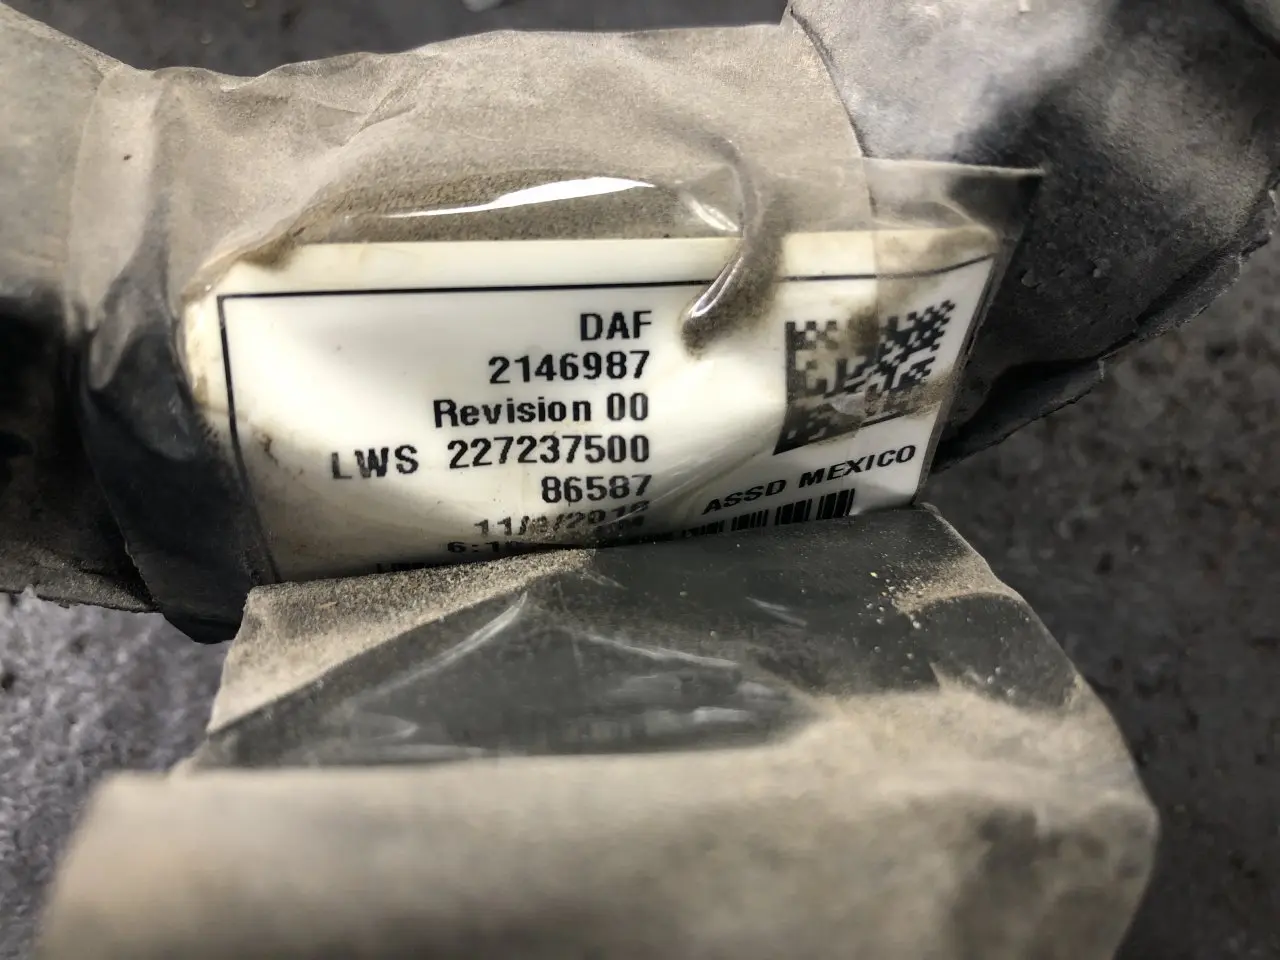 DAF
2146987
Revision 00
LWS 227237500
86587
ASSD MEXICO